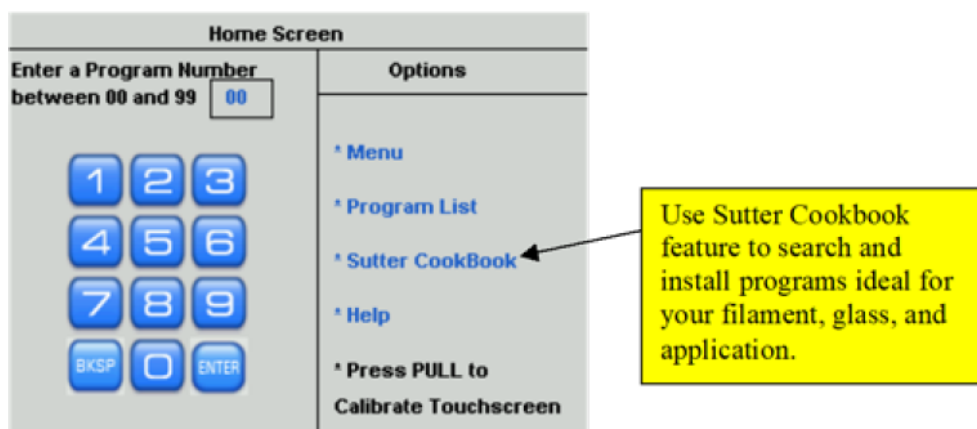 Home Screen
Enter a Program Number
between 00 and 99 00
1 2 3
4 5 6
7 8 9
BKSP 0 ENTER
Options
* Menu
* Program List
* Sutter CookBook
* Help
* Press PULL to
Calibrate Touchscreen
Use Sutter Cookbook
feature to search and
install programs ideal for
your filament, glass, and
application.